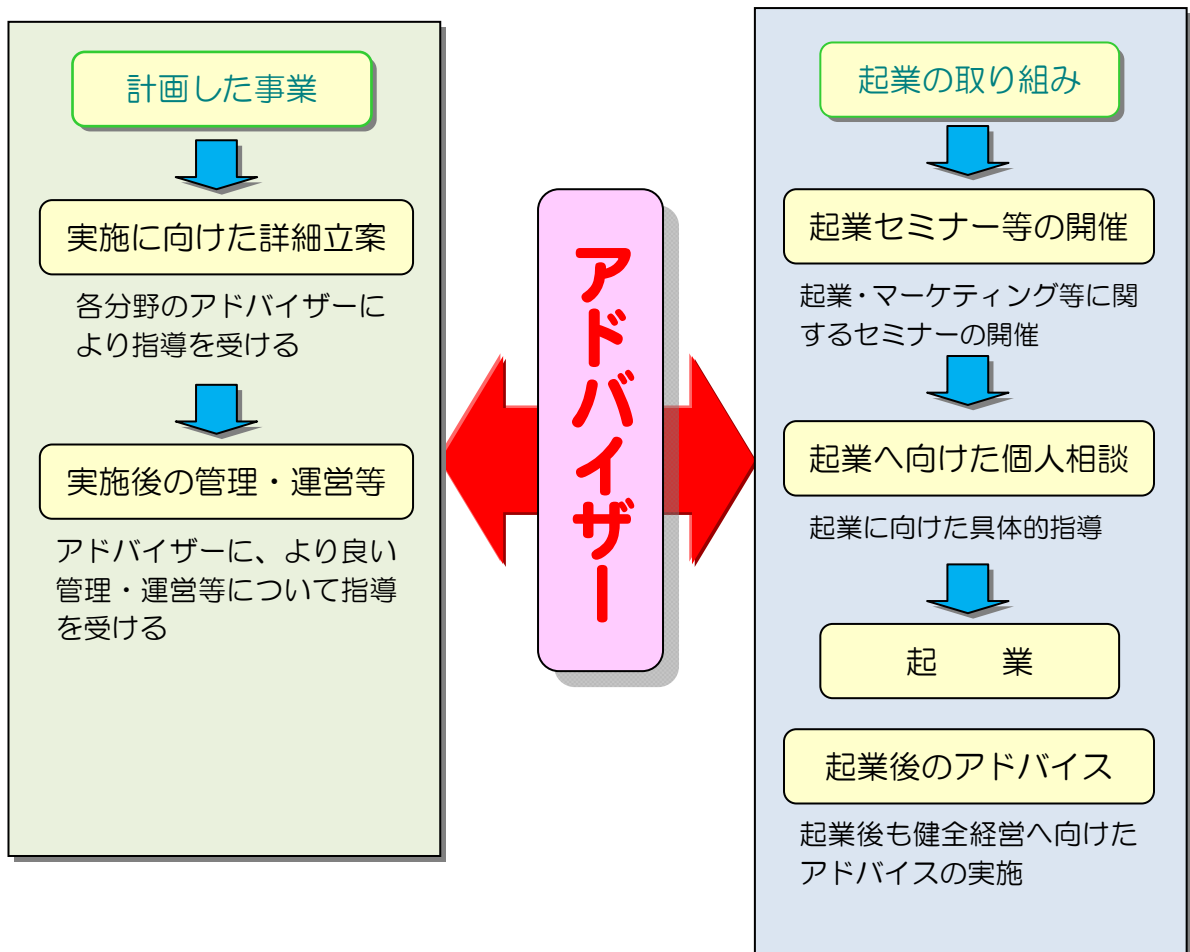 計画した事業
実施に向けた詳細立案
各分野のアドバイザーに
より指導を受ける
実施後の管理・運営等
アドバイザーに、より良い
管理・運営等について指導
を受ける
アドバイザー
起業の取り組み
起業セミナー等の開催
起業・マーケティング等に関
するセミナーの開催
起業へ向けた個人相談
起業に向けた具体的指導
起　　業
起業後のアドバイス
起業後も健全経営へ向けた
アドバイスの実施